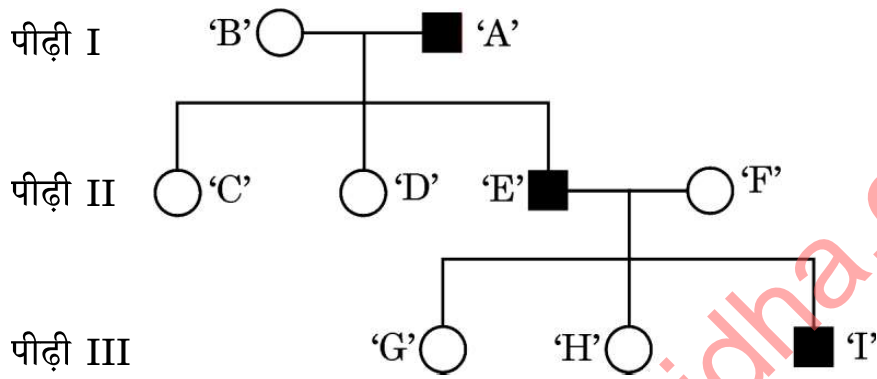 पीढ़ी I ‘B’ ‘A’
पीढ़ी II ‘C’ ‘D’ ‘E’ ‘F’
पीढ़ी III ‘G’ ‘H’ ‘I’